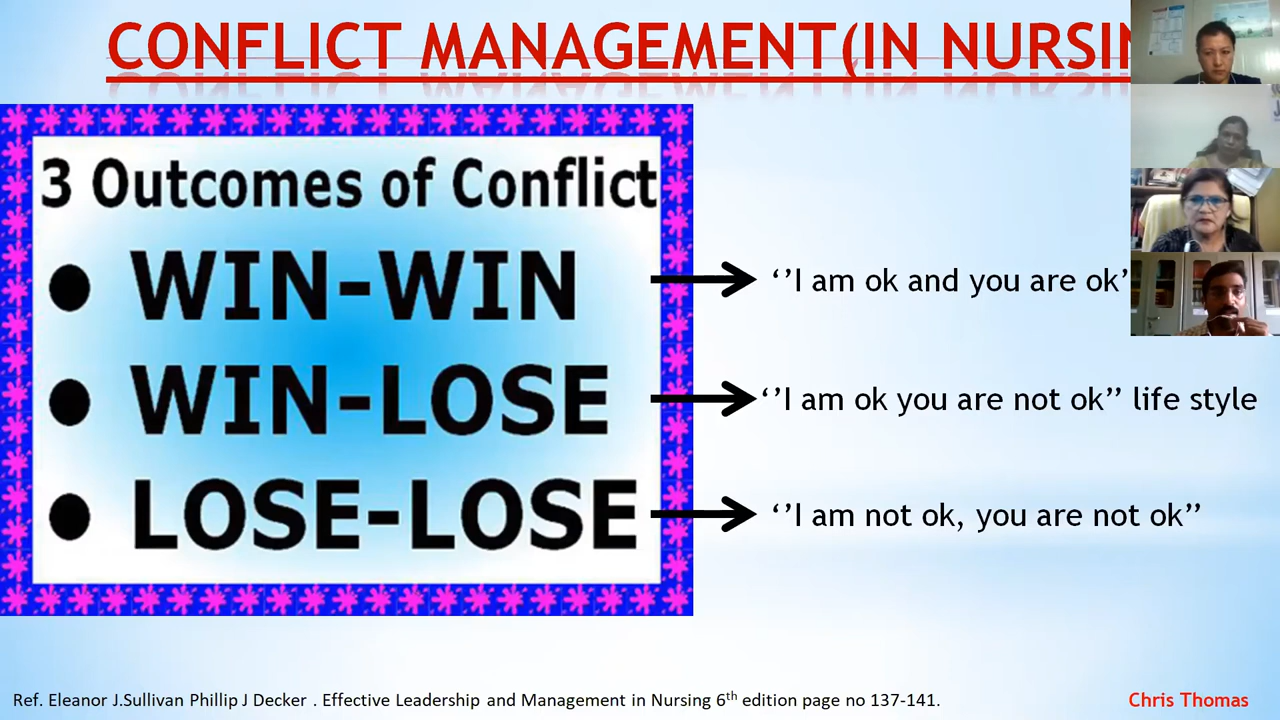 CONFLICT MANAGEMENT(IN NURSIN
3 Outcomes of Conflict
• WIN-WIN
‘’I am ok and you are ok’
• WIN-LOSE
‘’I am ok you are not ok’’ life style
• LOSE-LOSE
‘’I am not ok, you are not ok’’
Ref. Eleanor J.Sullivan Phillip J Decker . Effective Leadership and Management in Nursing 6th edition page no 137-141.
Chris Thomas